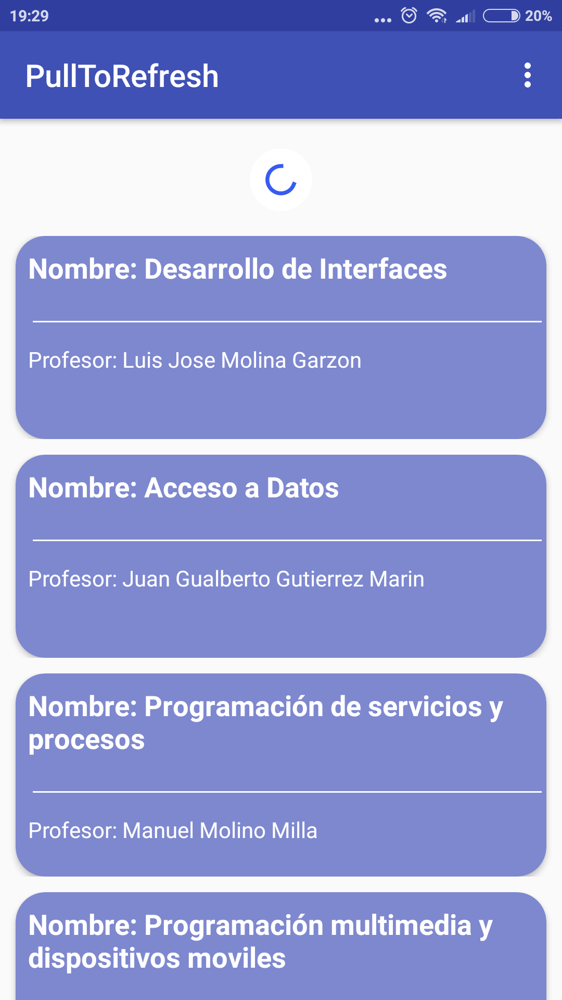 19:29
20%
PullToRefresh
Nombre: Desarrollo de Interfaces
Profesor: Luis Jose Molina Garzon
Nombre: Acceso a Datos
Profesor: Juan Gualberto Gutierrez Marin
Nombre: Programación de servicios y
procesos
Profesor: Manuel Molino Milla
Nombre: Programación multimedia y
dispositivos moviles